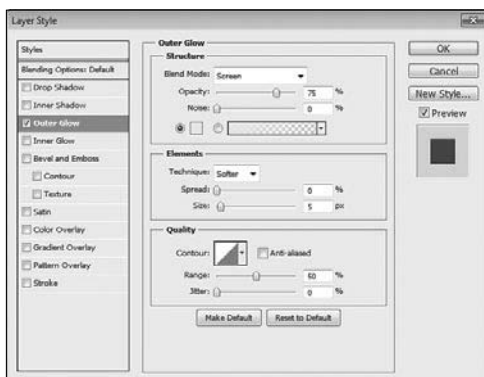 Layer Style
Styles
Blending Options: Default
Drop Shadow
Inner Shadow
Outer Glow
Inner Glow
Bevel and Emboss
Contour
Texture
Satin
Color Overlay
Gradient Overlay
Pattern Overlay
Stroke
Outer Glow
Structure
Blend Mode: Screen
Opacity: 75 %
Noise: 0 %
Elements
Technique: Softer
Spread: 0 %
Size: 5 px
Quality
Contour: Anti-aliased
Range: 50 %
Jitter: 0 %
Make Default Reset to Default
OK
Cancel
New Style...
Preview